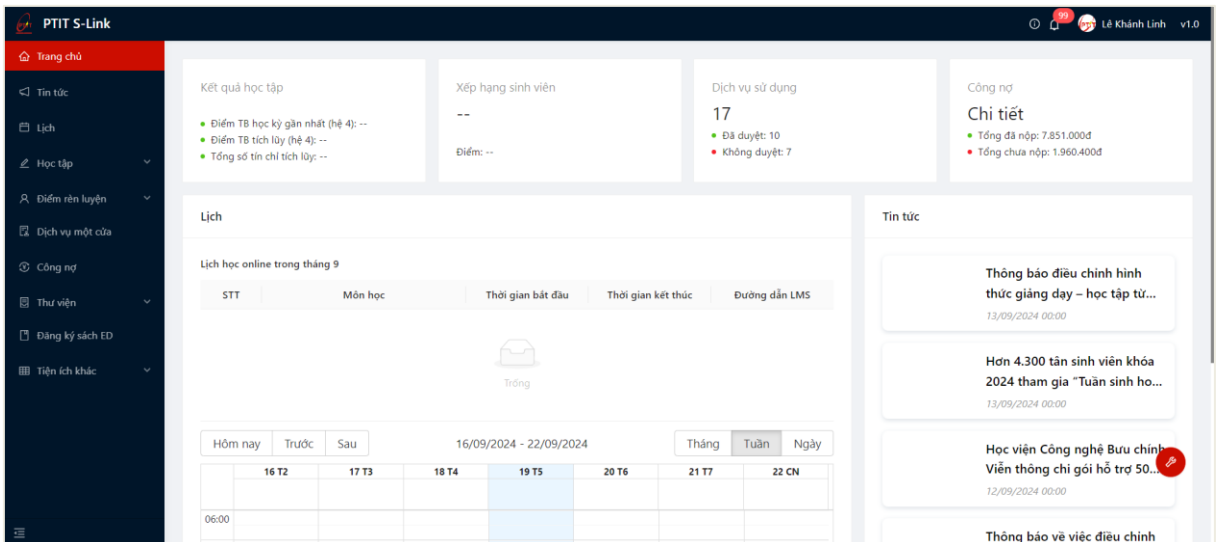 PTIT S-Link
99
Lê Khánh Linh
v1.0
Trang chủ
Tin tức
Lịch
Học tập
Điểm rèn luyện
Dịch vụ một cửa
Công nợ
Thư viện
Đăng ký sách ED
Tiện ích khác
Kết quả học tập
Điểm TB học kỳ gần nhất (hệ 4): --
Điểm TB tích lũy (hệ 4): --
Tổng số tín chỉ tích lũy: --
Xếp hạng sinh viên
--
Điểm: --
Dịch vụ sử dụng
17
Đã duyệt: 10
Không duyệt: 7
Công nợ
Chi tiết
Tổng đã nộp: 7.851.000đ
Tổng chưa nộp: 1.960.400đ
Lịch
Lịch học online trong tháng 9
STT Môn học Thời gian bắt đầu Thời gian kết thúc Đường dẫn LMS
Trống
Hôm nay Trước Sau 16/09/2024 - 22/09/2024 Tháng Tuần Ngày
16 T2 17 T3 18 T4 19 T5 20 T6 21 T7 22 CN
06:00
Tin tức
Thông báo điều chỉnh hình
thức giảng dạy – học tập từ...
13/09/2024 00:00
Hơn 4.300 tân sinh viên khóa
2024 tham gia “Tuần sinh ho...
13/09/2024 00:00
Học viện Công nghệ Bưu chính
Viễn thông chi gói hỗ trợ 50...
12/09/2024 00:00
Thông báo về việc điều chỉnh